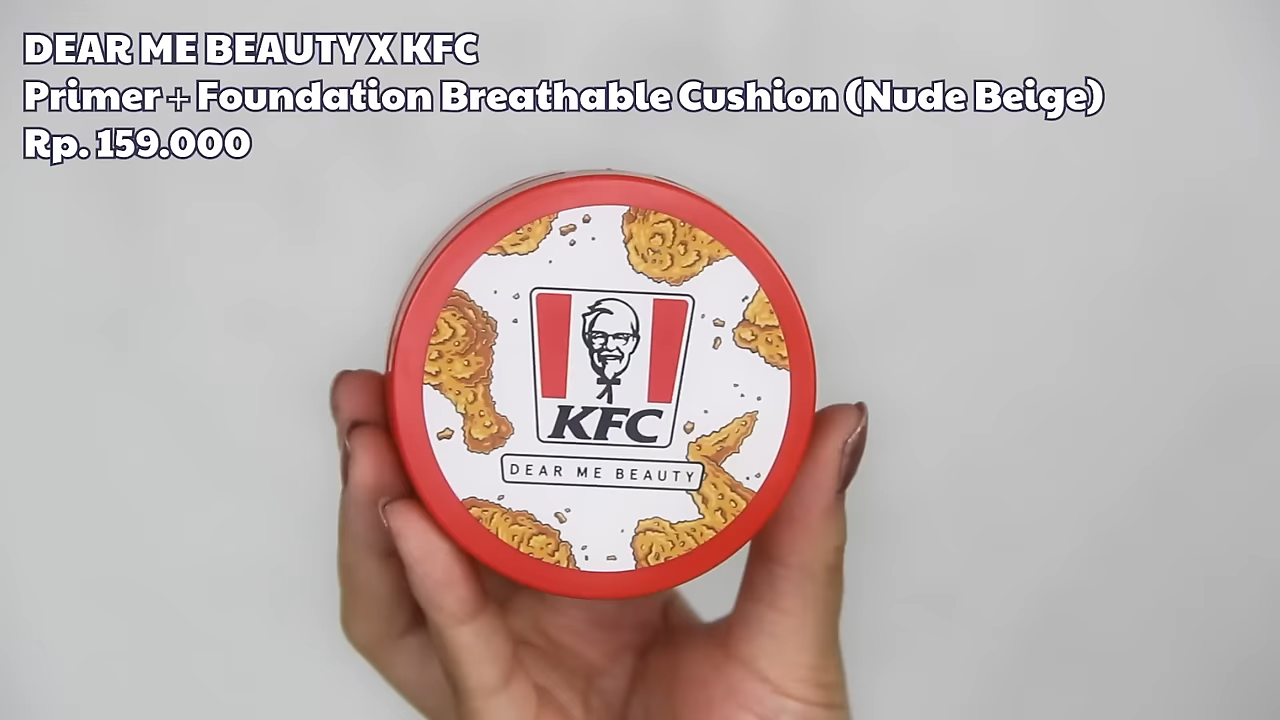 DEAR ME BEAUTY X KFC
Primer + Foundation Breathable Cushion (Nude Beige)
Rp. 159.000
KFC
DEAR ME BEAUTY